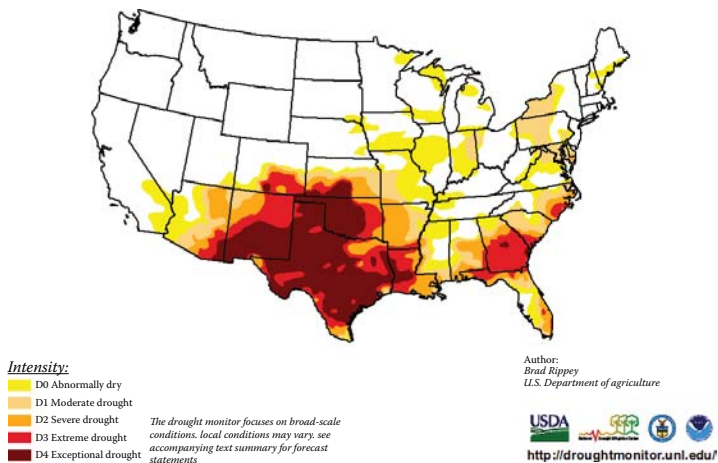 Intensity:
D0 Abnormally dry
D1 Moderate drought
D2 Severe drought
D3 Extreme drought
D4 Exceptional drought
The drought monitor focuses on broad-scale
conditions. local conditions may vary. see
accompanying text summary for forecast
statements
Author:
Brad Rippey
U.S. Department of agriculture
USDA
http://droughtmonitor.unl.edu/